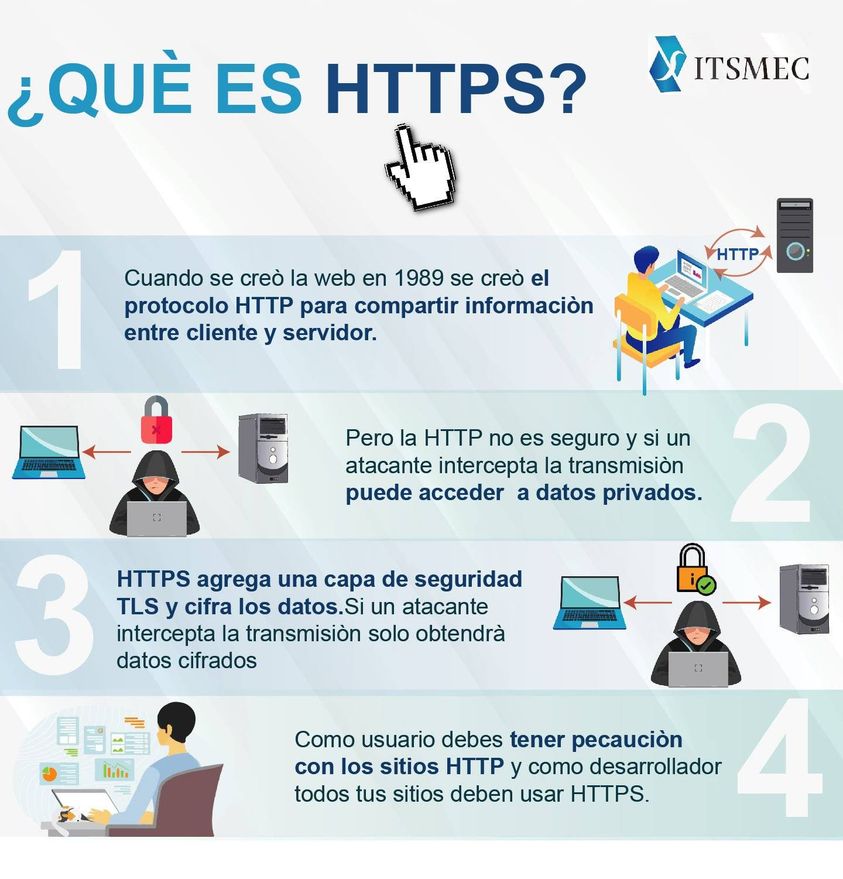 ¿QUÈ ES HTTPS?
ITSMEC
1
Cuando se creò la web en 1989 se creò el
protocolo HTTP para compartir informaciòn
entre cliente y servidor.
HTTP
2
Pero la HTTP no es seguro y si un
atacante intercepta la transmisiòn
puede acceder a datos privados.
3
HTTPS agrega una capa de seguridad
TLS y cifra los datos.Si un atacante
intercepta la transmisiòn solo obtendrà
datos cifrados
4
Como usuario debes tener pecauciòn
con los sitios HTTP y como desarrollador
todos tus sitios deben usar HTTPS.